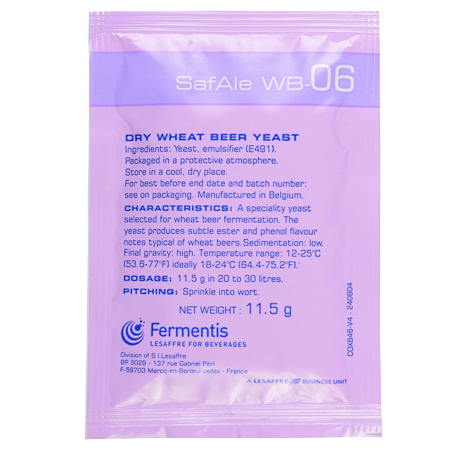 SafAle WB-06
DRY WHEAT BEER YEAST
Ingredients: Yeast, emulsifier (E491).
Packaged in a protective atmosphere.
Store in a cool, dry place.
For best before end date and batch number:
see on packaging. Manufactured in Belgium.
CHARACTERISTICS: A speciality yeast
selected for wheat beer fermentation. The
yeast produces subtle ester and phenol flavour
notes typical of wheat beers.Sedimentation: low.
Final gravity: high. Temperature range: 12-25°C
(53.6-77°F) ideally 18-24°C (64.4-75.2°F).
DOSAGE: 11.5 g in 20 to 30 litres.
PITCHING: Sprinkle into wort.
NET WEIGHT: 11.5 g
Fermentis
LESAFFRE FOR BEVERAGES
Division of S.I.Lesaffre
BP 3029 - 137 rue Gabriel Péri
F-59703 Marcq-en-Baroeul cedex - France
A LESAFFRE BUSINESS UNIT
COX846-V4 - 240604